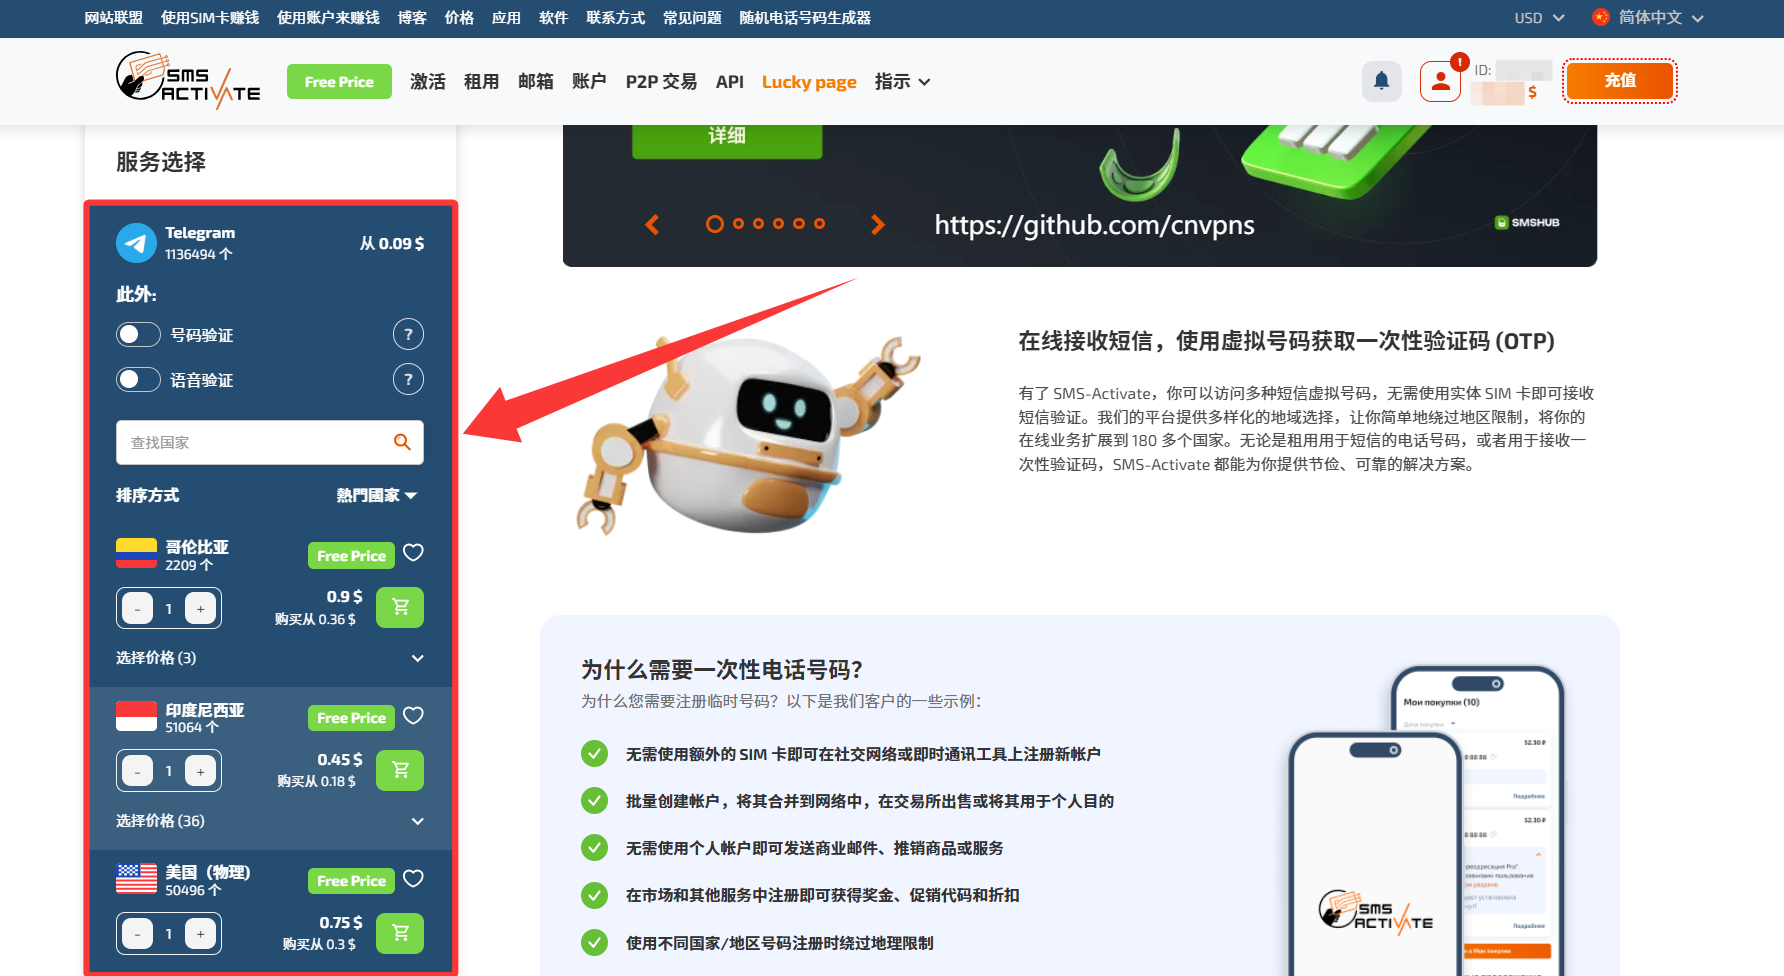 网站联盟 使用SIM卡赚钱 使用账户来赚钱 博客 价格 应用 软件 联系方式 常见问题 随机电话号码生成器 USD 简体中文
SMS ACTIVATE
Free Price 激活 租用 邮箱 账户 P2P 交易 API Lucky page 指示
!
ID:
$
充值
服务选择
Telegram
1136494 个
从 0.09 $
此外:
号码验证 ?
语音验证 ?
查找国家
排序方式 熱門國家
哥伦比亚
2209 个
Free Price
- 1 +
0.9 $
购买从 0.36 $
选择价格 (3)
印度尼西亚
51064 个
Free Price
- 1 +
0.45 $
购买从 0.18 $
选择价格 (36)
美国（物理)
50496 个
Free Price
- 1 +
0.75 $
购买从 0.3 $
详细
https://github.com/cnvpns
SMSHUB
在线接收短信，使用虚拟号码获取一次性验证码 (OTP)
有了 SMS-Activate，你可以访问多种短信虚拟号码，无需使用实体 SIM 卡即可接收
短信验证。我们的平台提供多样化的地域选择，让你简单地绕过地区限制，将你的
在线业务扩展到 180 多个国家。无论是租用用于短信的电话号码，或者用于接收一
次性验证码，SMS-Activate 都能为你提供节俭、可靠的解决方案。
为什么需要一次性电话号码？
为什么您需要注册临时号码？以下是我们客户的一些示例：
无需使用额外的 SIM 卡即可在社交网络或即时通讯工具上注册新帐户
批量创建帐户，将其合并到网络中，在交易所出售或将其用于个人目的
无需使用个人帐户即可发送商业邮件、推销商品或服务
在市场和其他服务中注册即可获得奖金、促销代码和折扣
使用不同国家/地区号码注册时绕过地理限制
Мои покупки (10)
Дата покупки
52.30 ₽
88 88 88
Подробнее
52.30 ₽
88 88 88
Подробнее
SMS ACTIVATE